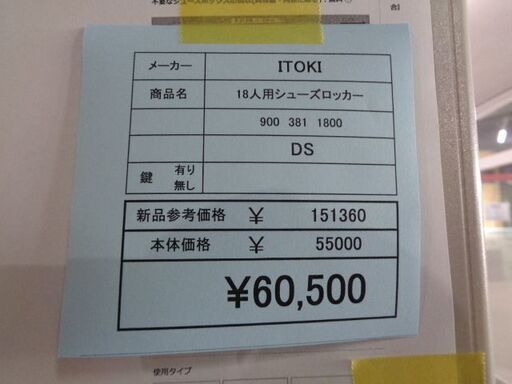 メーカー ITOKI
商品名 18人用シューズロッカー
900 381 1800
DS
鍵 有り 無し
新品参考価格 ¥ 151360
本体価格 ¥ 55000
¥60,500
使用タイプ